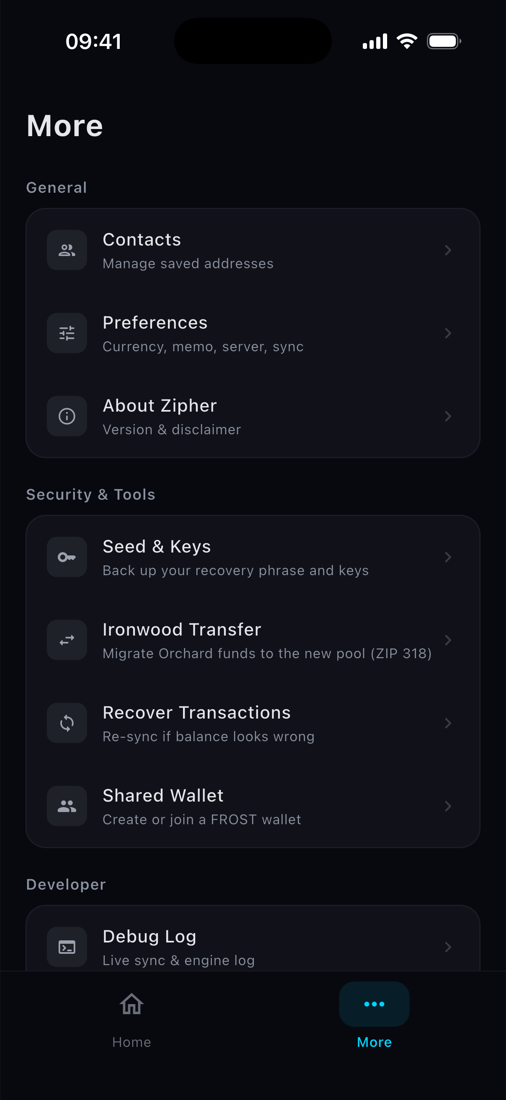 09:41
More
General
Contacts
Manage saved addresses
Preferences
Currency, memo, server, sync
About Zipher
Version & disclaimer
Security & Tools
Seed & Keys
Back up your recovery phrase and keys
Ironwood Transfer
Migrate Orchard funds to the new pool (ZIP 318)
Recover Transactions
Re-sync if balance looks wrong
Shared Wallet
Create or join a FROST wallet
Developer
Debug Log
Live sync & engine log
Home
More